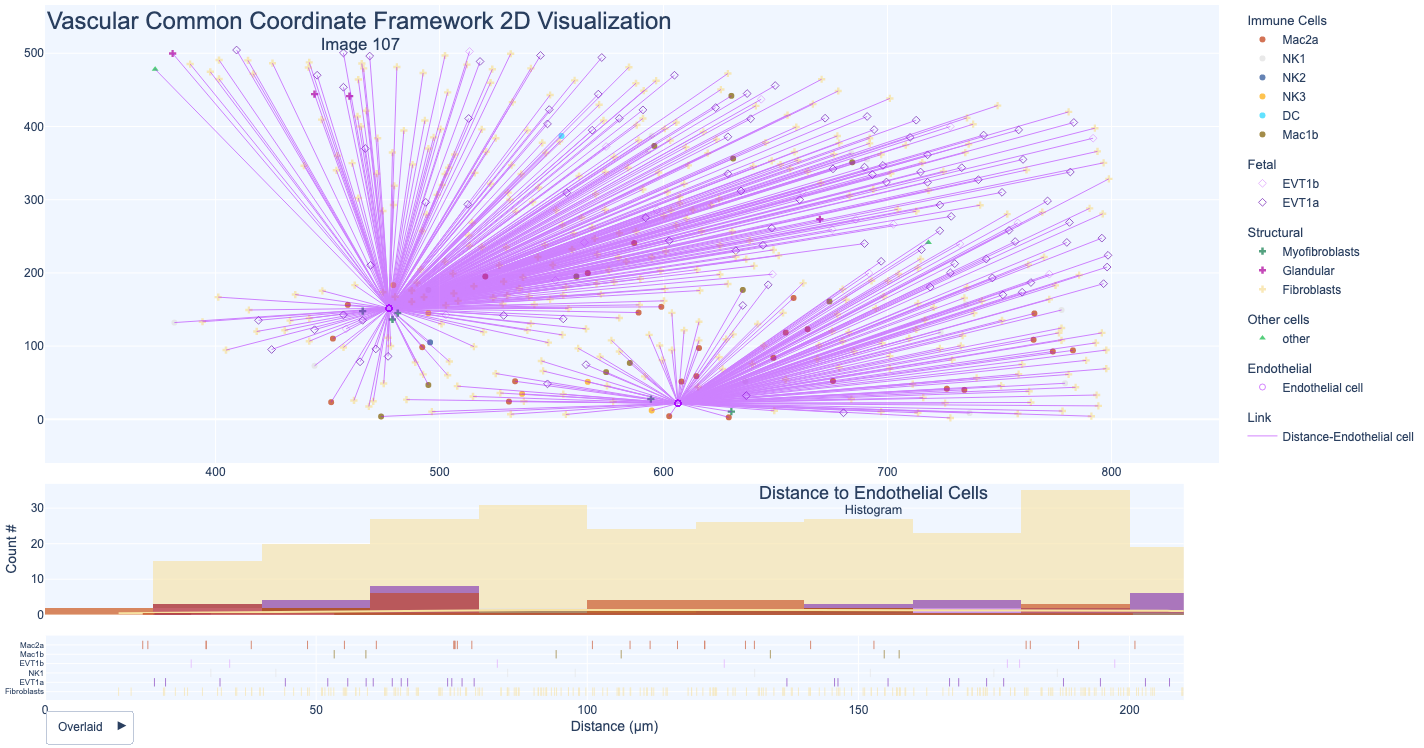 Vascular Common Coordinate Framework 2D Visualization
Image 107
500
400
300
200
100
0
400
500
600
700
800
Immune Cells
Mac2a
NK1
NK2
NK3
DC
Mac1b
Fetal
EVT1b
EVT1a
Structural
Myofibroblasts
Glandular
Fibroblasts
Other cells
other
Endothelial
Endothelial cell
Link
Distance-Endothelial cell
Distance to Endothelial Cells
Histogram
Count #
30
20
10
0
Mac2a
Mac1b
EVT1b
NK1
EVT1a
Fibroblasts
0
50
100
150
200
Distance (μm)
Overlaid ▶